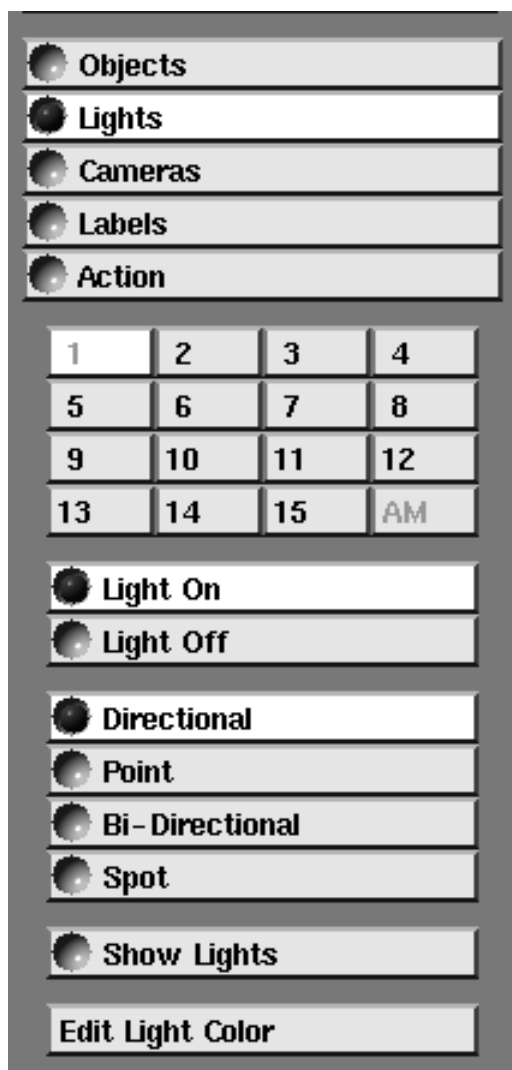 Objects
Lights
Cameras
Labels
Action
1 2 3 4
5 6 7 8
9 10 11 12
13 14 15 AM
Light On
Light Off
Directional
Point
Bi-Directional
Spot
Show Lights
Edit Light Color